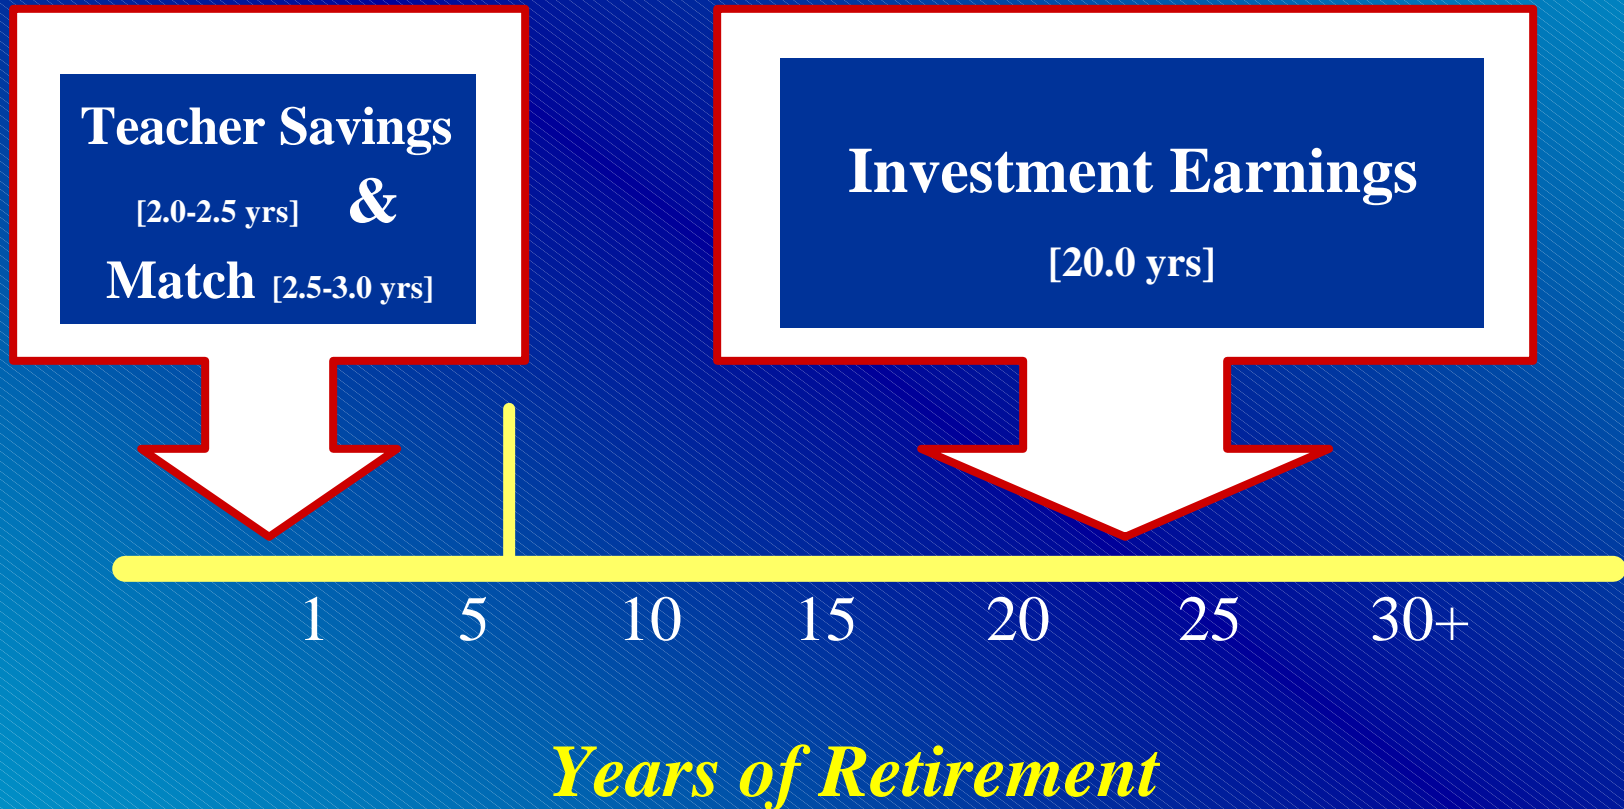 Teacher Savings
[2.0-2.5 yrs] &
Match [2.5-3.0 yrs]
Investment Earnings
[20.0 yrs]
1 5 10 15 20 25 30+
Years of Retirement